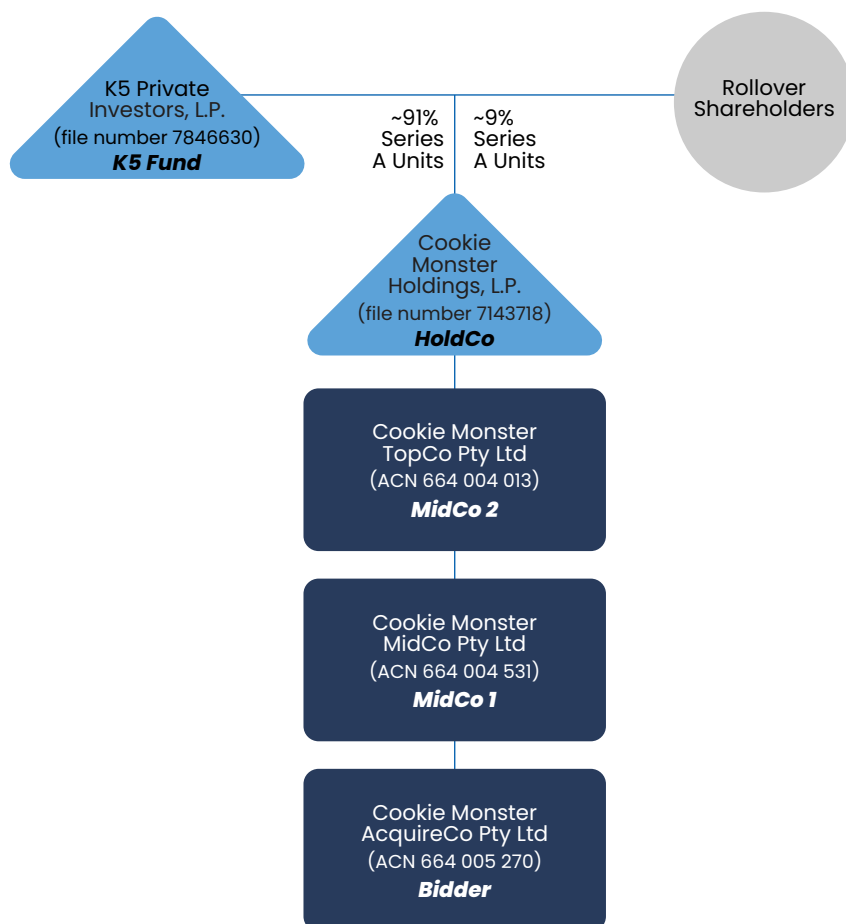 K5 Private
Investors, L.P.
(file number 7846630)
K5 Fund
Rollover
Shareholders
~91%
Series
A Units
~9%
Series
A Units
Cookie
Monster
Holdings, L.P.
(file number 7143718)
HoldCo
Cookie Monster
TopCo Pty Ltd
(ACN 664 004 013)
MidCo 2
Cookie Monster
MidCo Pty Ltd
(ACN 664 004 531)
MidCo 1
Cookie Monster
AcquireCo Pty Ltd
(ACN 664 005 270)
Bidder